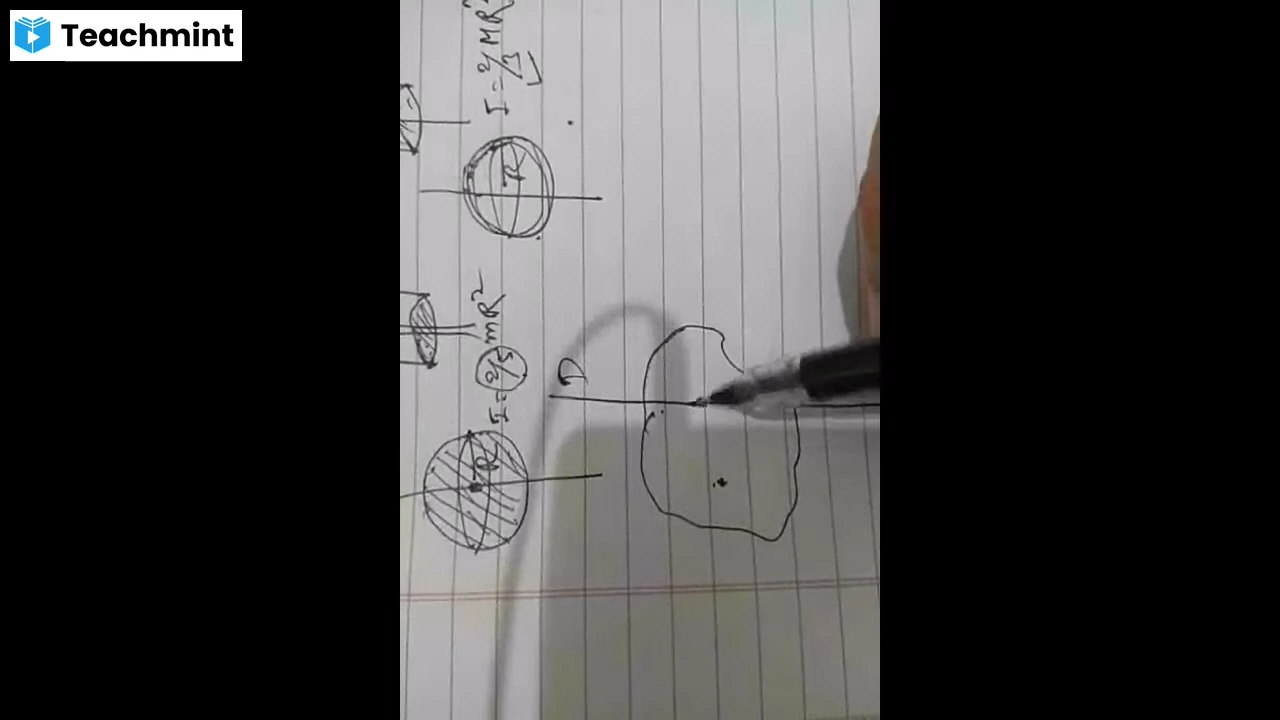 Teachmint
I = 2/3 MR²
R
I = 2/5 mR²
R
D